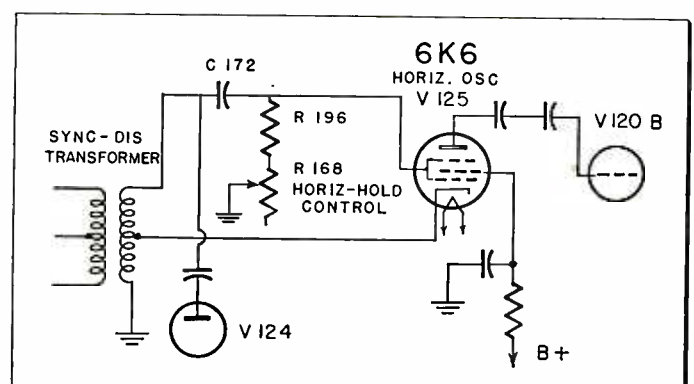 6K6
HORIZ. OSC
V 125
C 172
R 196
V 120 B
SYNC-DIS
TRANSFORMER
R 168
HORIZ-HOLD
CONTROL
V 124
B+